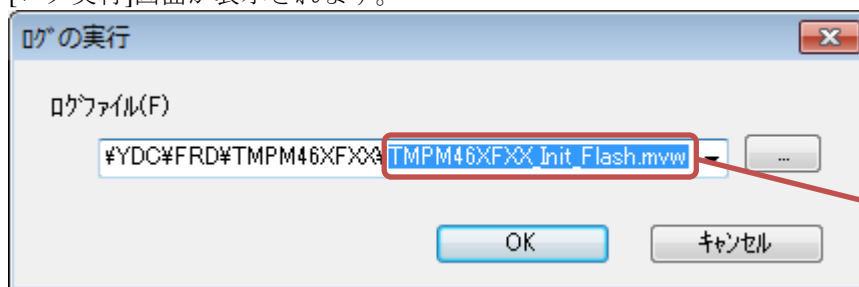 ﾛｸﾞの実行
ﾛｸﾞﾌｧｲﾙ(F)
¥YDC¥FRD¥TMPM46XFXX¥TMPM46XFXX_Init_Flash.mvw
...
OK
ｷｬﾝｾﾙ